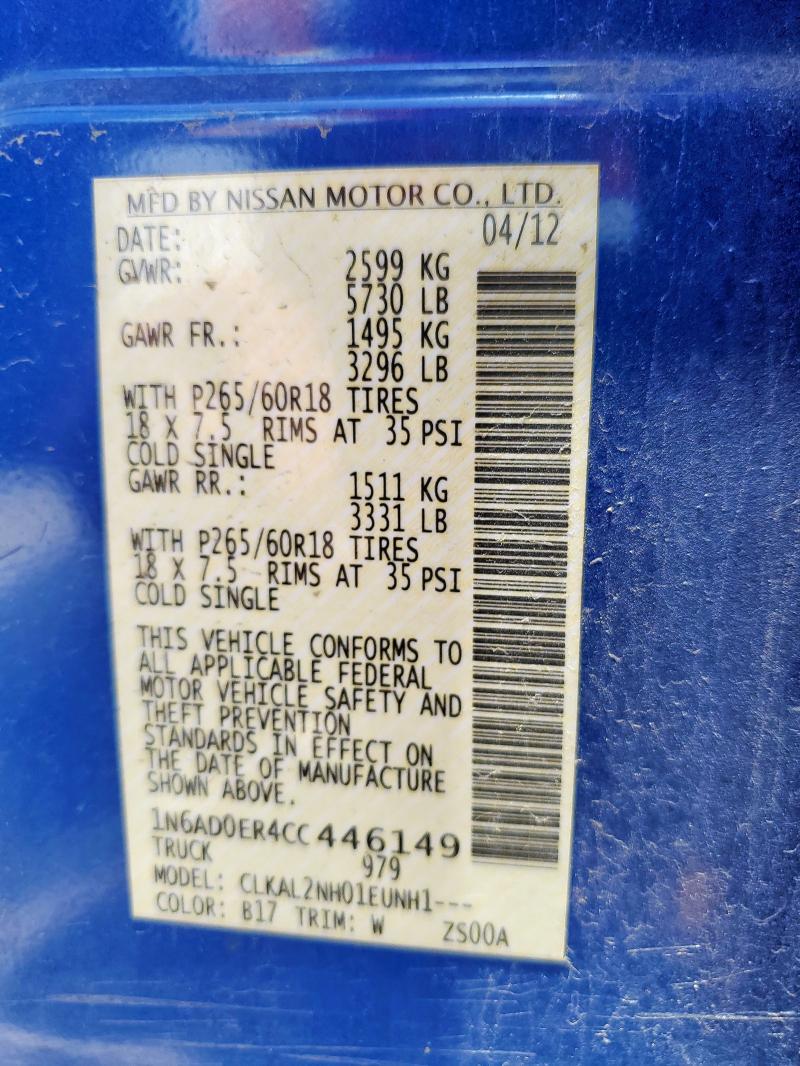 MFD BY NISSAN MOTOR CO., LTD.
DATE: 04/12
GVWR: 2599 KG
5730 LB
GAWR FR.: 1495 KG
3296 LB
WITH P265/60R18 TIRES
18 X 7.5 RIMS AT 35 PSI
COLD SINGLE
GAWR RR.: 1511 KG
3331 LB
WITH P265/60R18 TIRES
18 X 7.5 RIMS AT 35 PSI
COLD SINGLE
THIS VEHICLE CONFORMS TO
ALL APPLICABLE FEDERAL
MOTOR VEHICLE SAFETY AND
THEFT PREVENTION
STANDARDS IN EFFECT ON
THE DATE OF MANUFACTURE
SHOWN ABOVE.
1N6AD0ER4CC 446149
TRUCK 979
MODEL: CLKAL2NH01EUNH1---
COLOR: B17 TRIM: W ZS00A